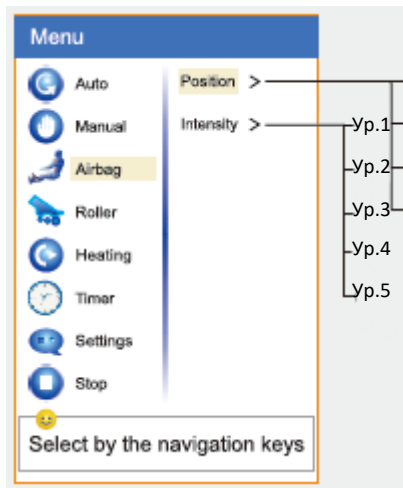 Menu
Auto
Position >
Manual
Intensity >
Ур.1
Airbag
Ур.2
Roller
Ур.3
Heating
Ур.4
Timer
Ур.5
Settings
Stop
Select by the navigation keys